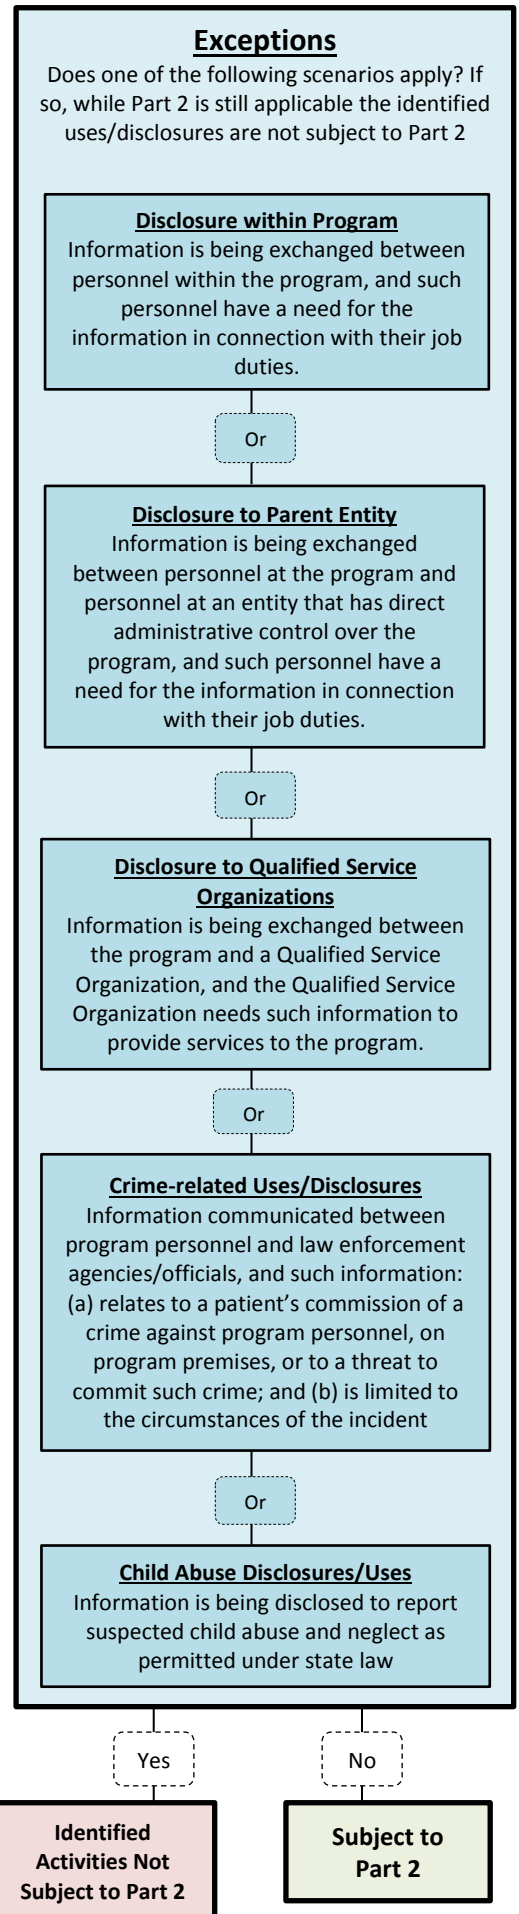 Exceptions
Does one of the following scenarios apply? If
so, while Part 2 is still applicable the identified
uses/disclosures are not subject to Part 2
Disclosure within Program
Information is being exchanged between
personnel within the program, and such
personnel have a need for the
information in connection with their job
duties.
Or
Disclosure to Parent Entity
Information is being exchanged
between personnel at the program and
personnel at an entity that has direct
administrative control over the
program, and such personnel have a
need for the information in connection
with their job duties.
Or
Disclosure to Qualified Service
Organizations
Information is being exchanged between
the program and a Qualified Service
Organization, and the Qualified Service
Organization needs such information to
provide services to the program.
Or
Crime-related Uses/Disclosures
Information communicated between
program personnel and law enforcement
agencies/officials, and such information:
(a) relates to a patient’s commission of a
crime against program personnel, on
program premises, or to a threat to
commit such crime; and (b) is limited to
the circumstances of the incident
Or
Child Abuse Disclosures/Uses
Information is being disclosed to report
suspected child abuse and neglect as
permitted under state law
Yes
No
Identified
Activities Not
Subject to Part 2
Subject to
Part 2